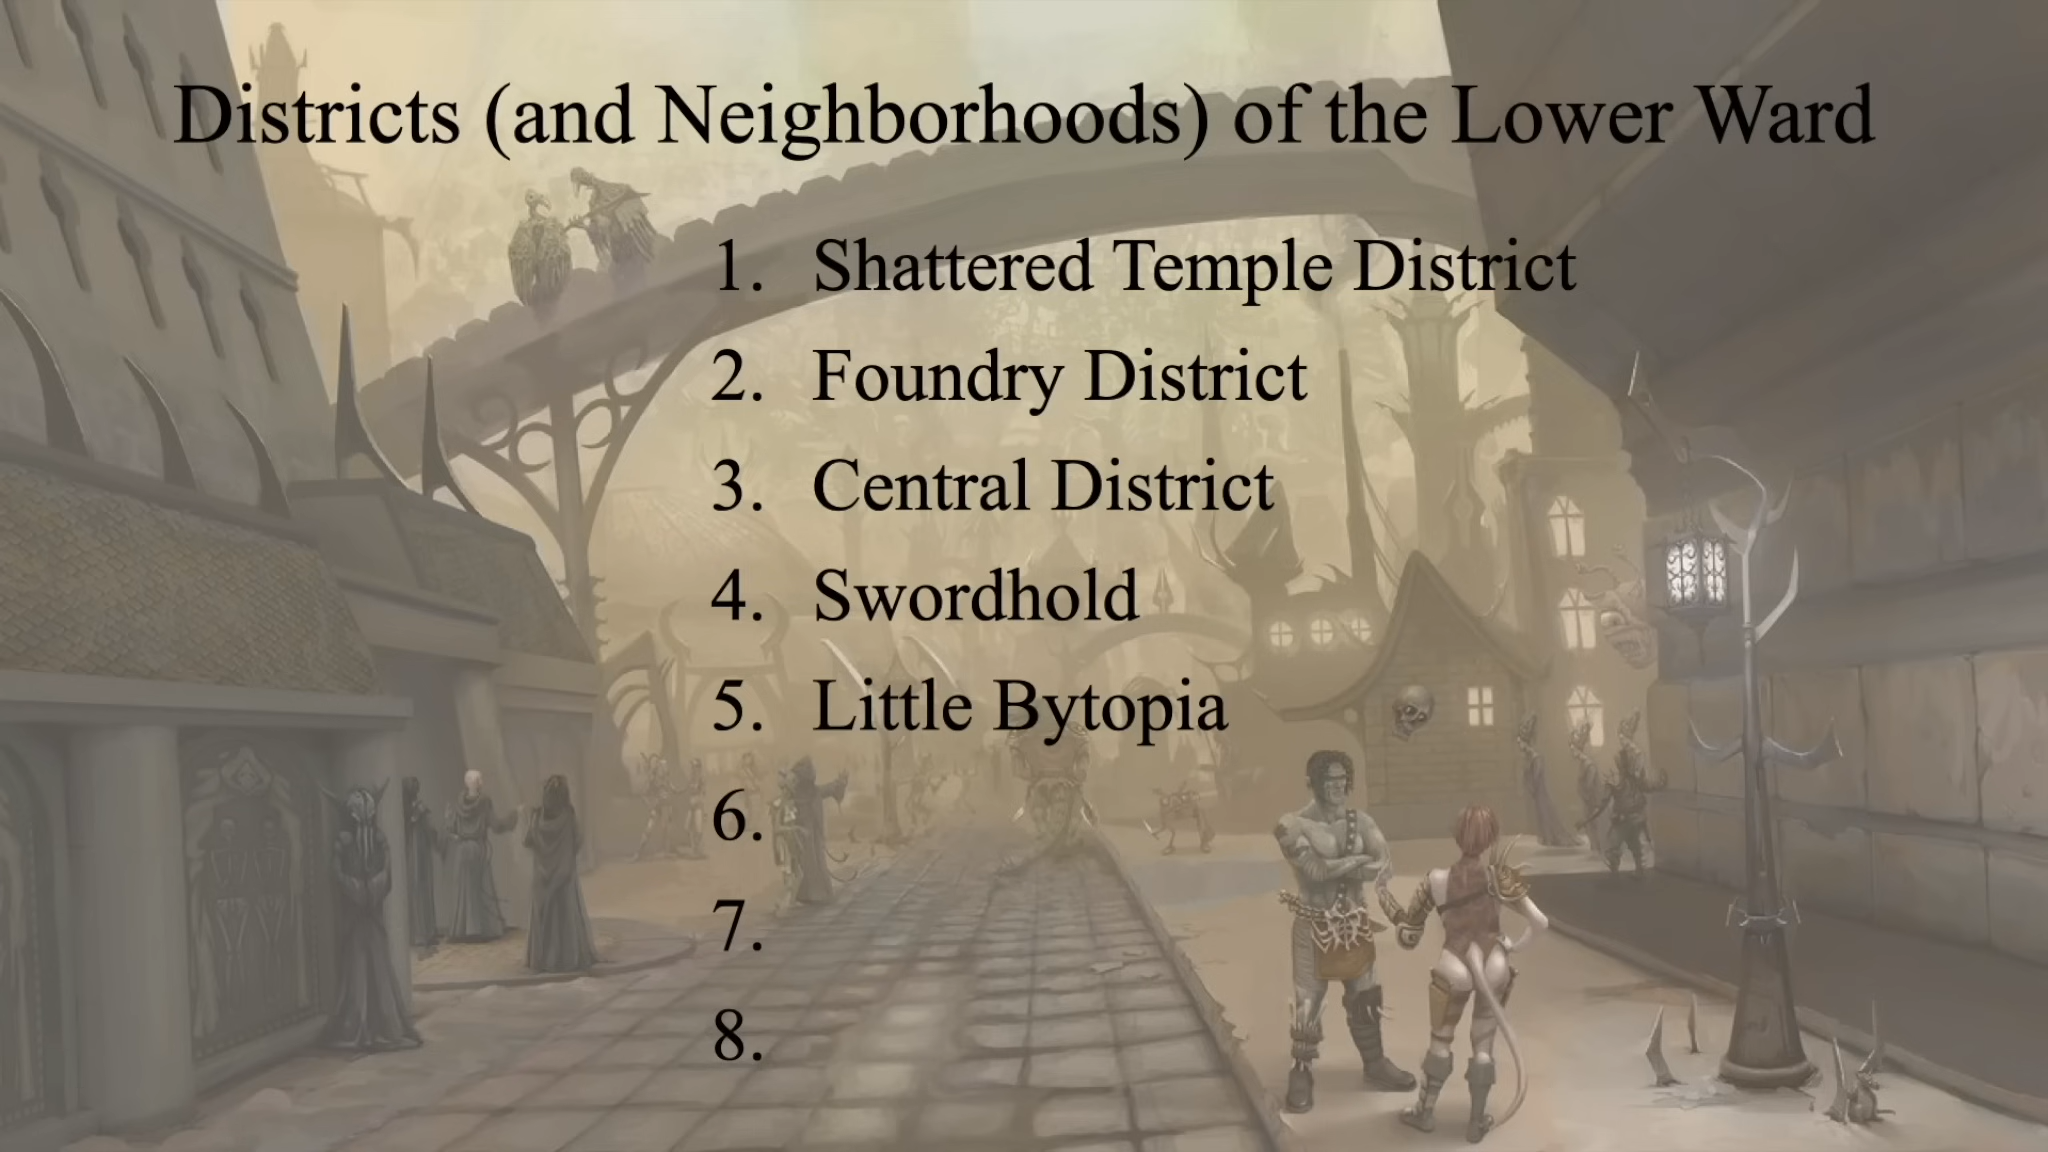 Districts (and Neighborhoods) of the Lower Ward
1. Shattered Temple District
2. Foundry District
3. Central District
4. Swordhold
5. Little Bytopia
6.
7.
8.